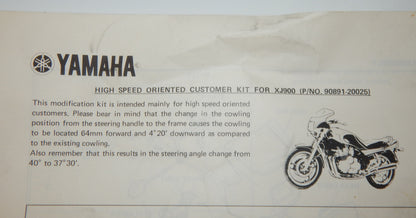 YAMAHA
HIGH SPEED ORIENTED CUSTOMER KIT FOR XJ900 (P/NO. 90891-20025)
This modification kit is intended mainly for high speed oriented
customers. Please bear in mind that the change in the cowling
position from the steering handle to the frame causes the cowling
to be located 64mm forward and 4°20' downward as compared
to the existing cowling.
Also remember that this results in the steering angle change from
40° to 37°30'.